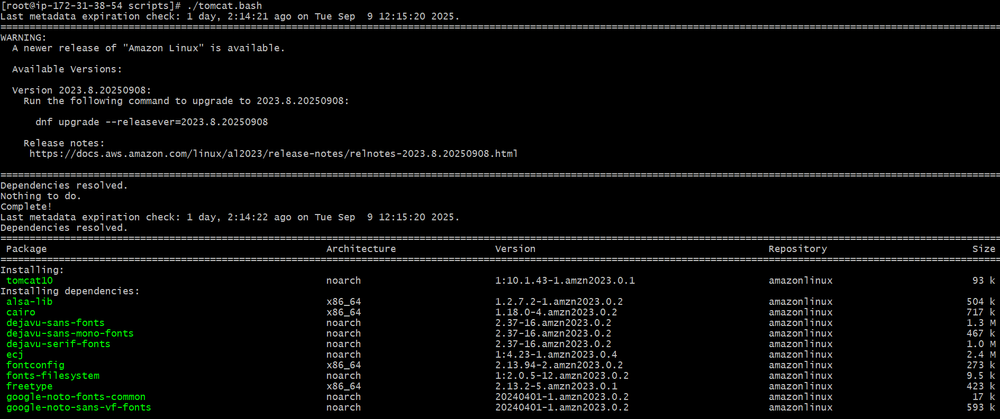 [root@ip-172-31-38-54 scripts]# ./tomcat.bash
Last metadata expiration check: 1 day, 2:14:21 ago on Tue Sep  9 12:15:20 2025.
================================================================================
WARNING:
  A newer release of "Amazon Linux" is available.
  Available Versions:
  Version 2023.8.20250908:
    Run the following command to upgrade to 2023.8.20250908:
      dnf upgrade --releasever=2023.8.20250908
    Release notes:
     https://docs.aws.amazon.com/linux/al2023/release-notes/relnotes-2023.8.20250908.html
================================================================================
Dependencies resolved.
Nothing to do.
Complete!
Last metadata expiration check: 1 day, 2:14:22 ago on Tue Sep  9 12:15:20 2025.
Dependencies resolved.
================================================================================
 Package Architecture Version Repository Size
================================================================================
Installing:
 tomcat10 noarch 1:10.1.43-1.amzn2023.0.1 amazonlinux 93 k
Installing dependencies:
 alsa-lib x86_64 1.2.7.2-1.amzn2023.0.2 amazonlinux 504 k
 cairo x86_64 1.18.0-4.amzn2023.0.2 amazonlinux 717 k
 dejavu-sans-fonts noarch 2.37-16.amzn2023.0.2 amazonlinux 1.3 M
 dejavu-sans-mono-fonts noarch 2.37-16.amzn2023.0.2 amazonlinux 467 k
 dejavu-serif-fonts noarch 2.37-16.amzn2023.0.2 amazonlinux 1.0 M
 ecj noarch 1:4.23-1.amzn2023.0.4 amazonlinux 2.4 M
 fontconfig x86_64 2.13.94-2.amzn2023.0.2 amazonlinux 273 k
 fonts-filesystem noarch 1:2.0.5-12.amzn2023.0.2 amazonlinux 9.5 k
 freetype x86_64 2.13.2-5.amzn2023.0.1 amazonlinux 423 k
 google-noto-fonts-common noarch 20240401-1.amzn2023.0.2 amazonlinux 17 k
 google-noto-sans-vf-fonts noarch 20240401-1.amzn2023.0.2 amazonlinux 593 k